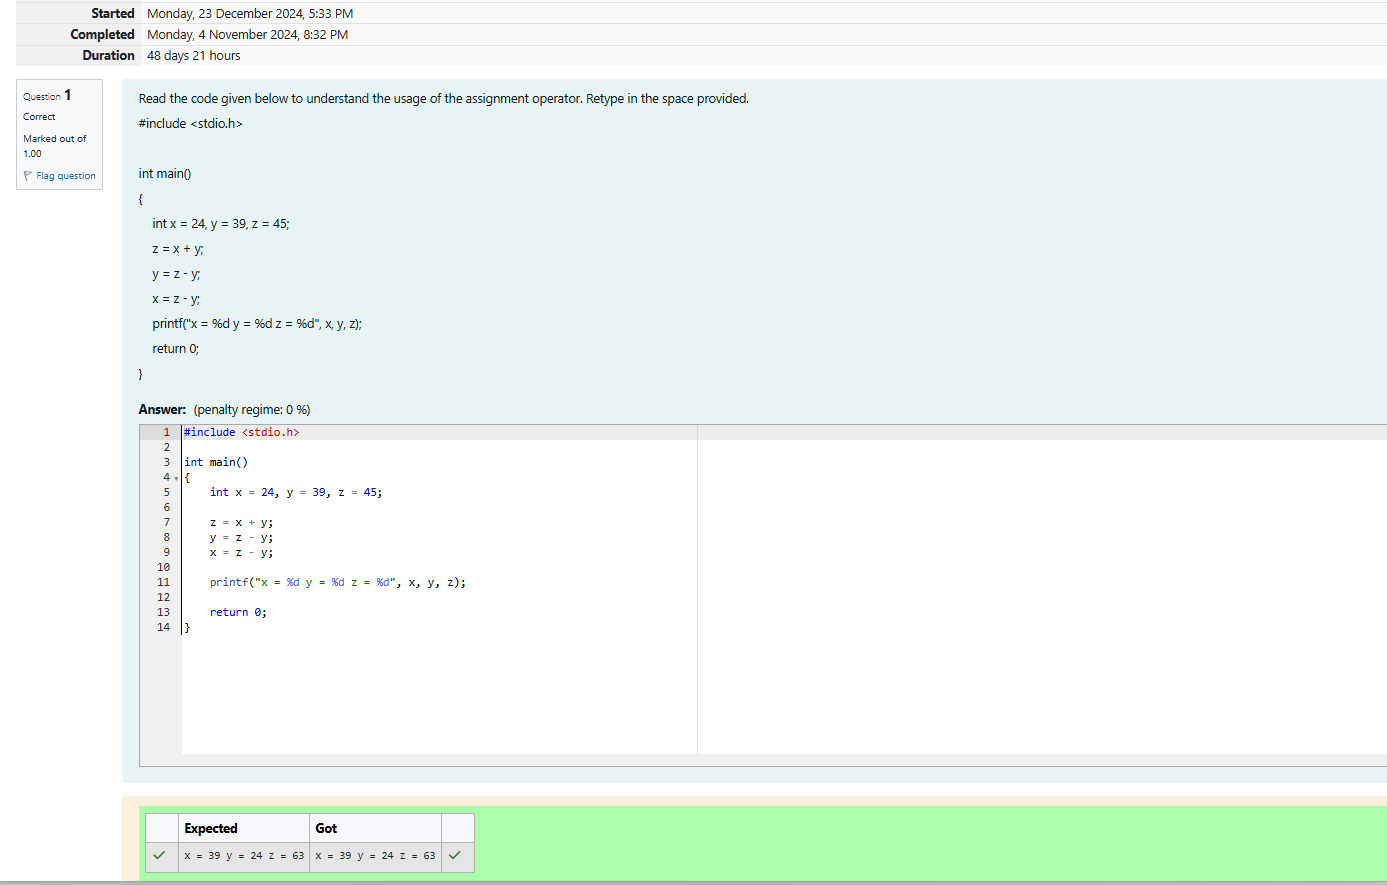 Started Monday, 23 December 2024, 5:33 PM
Completed Monday, 4 November 2024, 8:32 PM
Duration 48 days 21 hours
Question 1
Correct
Marked out of
1.00
Flag question
Read the code given below to understand the usage of the assignment operator. Retype in the space provided.
#include <stdio.h>
int main()
{
int x = 24, y = 39, z = 45;
z = x + y;
y = z - y;
x = z - y;
printf("x = %d y = %d z = %d", x, y, z);
return 0;
}
Answer: (penalty regime: 0 %)
1 #include <stdio.h>
2
3 int main()
4 {
5 int x = 24, y = 39, z = 45;
6
7 z = x + y;
8 y = z - y;
9 x = z - y;
10
11 printf("x = %d y = %d z = %d", x, y, z);
12
13 return 0;
14 }
Expected Got
x = 39 y = 24 z = 63 x = 39 y = 24 z = 63